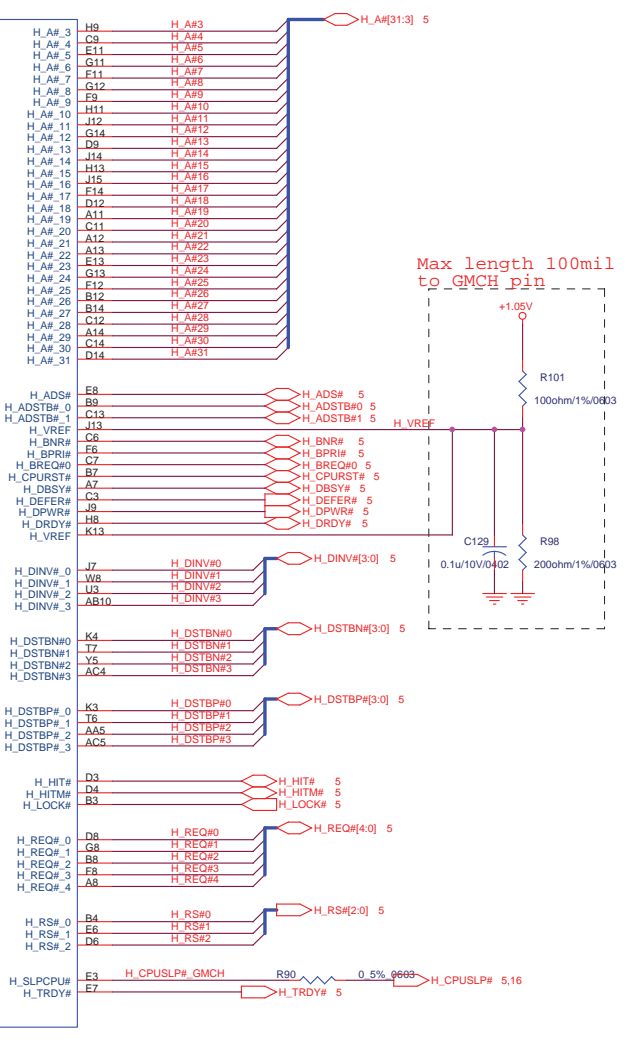 H_A#_3 H9 H_A#3 H_A#[31:3] 5
H_A#_4 C9 H_A#4
H_A#_5 E11 H_A#5
H_A#_6 G11 H_A#6
H_A#_7 F11 H_A#7
H_A#_8 G12 H_A#8
H_A#_9 F9 H_A#9
H_A#_10 H11 H_A#10
H_A#_11 J12 H_A#11
H_A#_12 G14 H_A#12
H_A#_13 D9 H_A#13
H_A#_14 J14 H_A#14
H_A#_15 H13 H_A#15
H_A#_16 J15 H_A#16
H_A#_17 F14 H_A#17
H_A#_18 D12 H_A#18
H_A#_19 A11 H_A#19
H_A#_20 C11 H_A#20
H_A#_21 A12 H_A#21
H_A#_22 A13 H_A#22
H_A#_23 E13 H_A#23
H_A#_24 G13 H_A#24
H_A#_25 F12 H_A#25
H_A#_26 B12 H_A#26
H_A#_27 B14 H_A#27
H_A#_28 C12 H_A#28
H_A#_29 A14 H_A#29
H_A#_30 C14 H_A#30
H_A#_31 D14 H_A#31
Max length 100mil
to GMCH pin
+1.05V
R101
100ohm/1%/0603
H_ADS# E8 H_ADS# 5
H_ADSTB#_0 B9 H_ADSTB#0 5
H_ADSTB#_1 C13 H_ADSTB#1 5
H_VREF J13 H_VREF
H_BNR# C6 H_BNR# 5
H_BPRI# F6 H_BPRI# 5
H_BREQ#0 C7 H_BREQ#0 5
H_CPURST# B7 H_CPURST# 5
H_DBSY# A7 H_DBSY# 5
H_DEFER# C3 H_DEFER# 5
H_DPWR# J9 H_DPWR# 5
H_DRDY# H8 H_DRDY# 5
H_VREF K13
C129
0.1u/10V/0402
R98
200ohm/1%/0603
H_DINV#_0 J7 H_DINV#0 H_DINV#[3:0] 5
H_DINV#_1 W8 H_DINV#1
H_DINV#_2 U3 H_DINV#2
H_DINV#_3 AB10 H_DINV#3
H_DSTBN#0 K4 H_DSTBN#0 H_DSTBN#[3:0] 5
H_DSTBN#1 T7 H_DSTBN#1
H_DSTBN#2 Y5 H_DSTBN#2
H_DSTBN#3 AC4 H_DSTBN#3
H_DSTBP#_0 K3 H_DSTBP#0 H_DSTBP#[3:0] 5
H_DSTBP#_1 T6 H_DSTBP#1
H_DSTBP#_2 AA5 H_DSTBP#2
H_DSTBP#_3 AC5 H_DSTBP#3
H_HIT# D3 H_HIT# 5
H_HITM# D4 H_HITM# 5
H_LOCK# B3 H_LOCK# 5
H_REQ#_0 D8 H_REQ#0 H_REQ#[4:0] 5
H_REQ#_1 G8 H_REQ#1
H_REQ#_2 B8 H_REQ#2
H_REQ#_3 F8 H_REQ#3
H_REQ#_4 A8 H_REQ#4
H_RS#_0 B4 H_RS#0 H_RS#[2:0] 5
H_RS#_1 E6 H_RS#1
H_RS#_2 D6 H_RS#2
H_SLPCPU# E3 H_CPUSLP#_GMCH R90 0_5%_0603 H_CPUSLP# 5,16
H_TRDY# E7 H_TRDY# 5